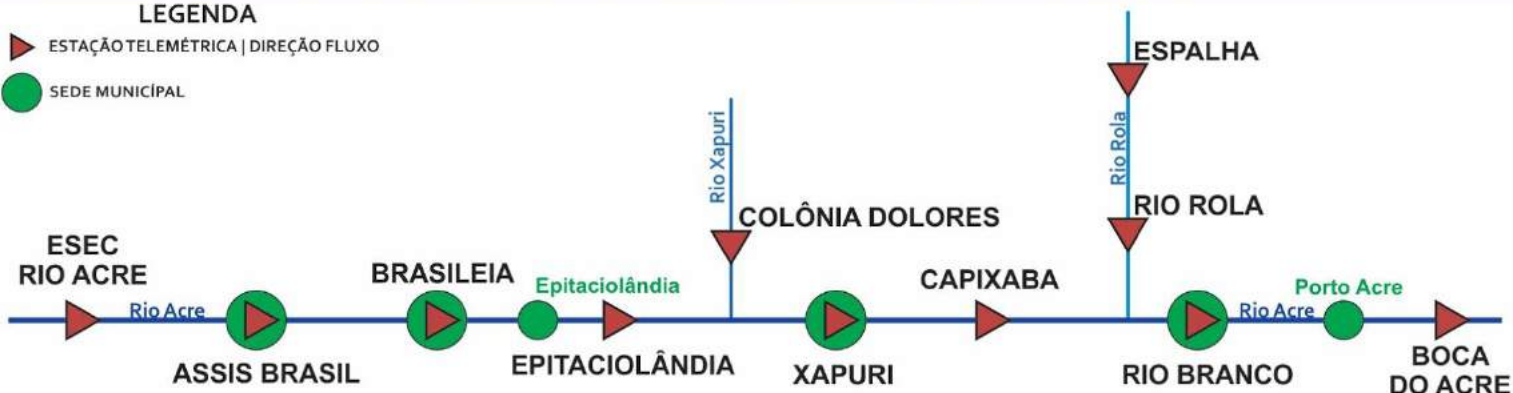 LEGENDA
ESTAÇÃO TELEMÉTRICA | DIREÇÃO FLUXO
SEDE MUNICÍPAL
ESPALHA
Rio Xapuri
Rio Rola
COLÔNIA DOLORES
RIO ROLA
ESEC
RIO ACRE
BRASILEIA
Epitaciolândia
CAPIXABA
Porto Acre
Rio Acre
Rio Acre
ASSIS BRASIL
EPITACIOLÂNDIA
XAPURI
RIO BRANCO
BOCA
DO ACRE